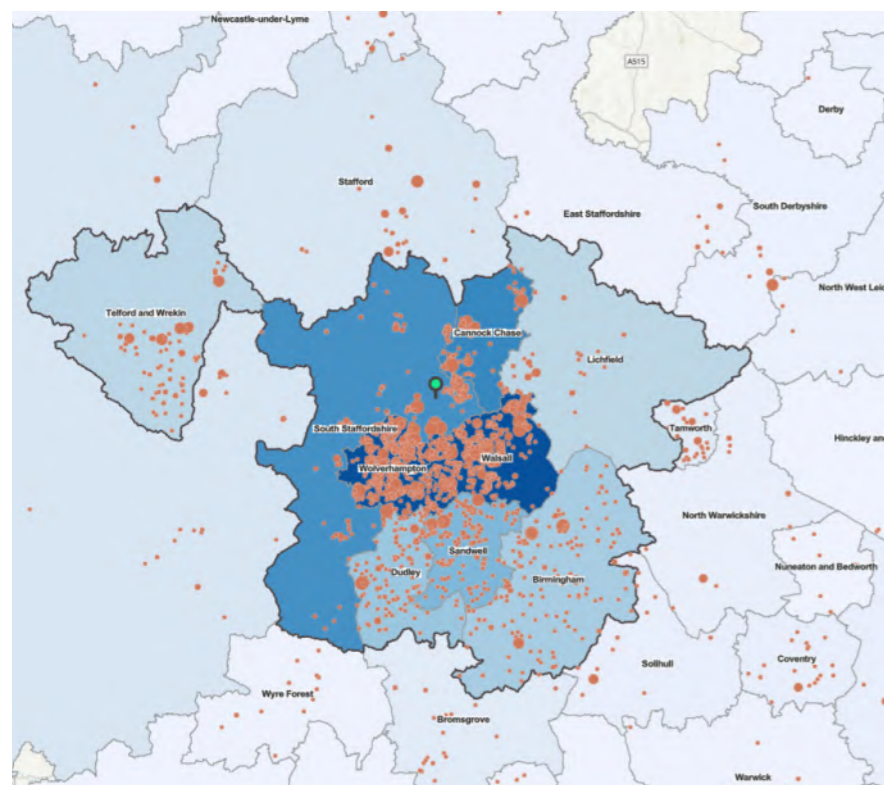 Newcastle-under-Lyme
A515
Derby
Stafford
East Staffordshire
South Derbyshire
North West Leic
Telford and Wrekin
Cannock Chase
Lichfield
South Staffordshire
Tamworth
Hinckley an
Wolverhampton
Walsall
North Warwickshire
Sandwell
Dudley
Birmingham
Nuneaton and Bedworth
Solihull
Coventry
Wyre Forest
Bromsgrove
Warwick